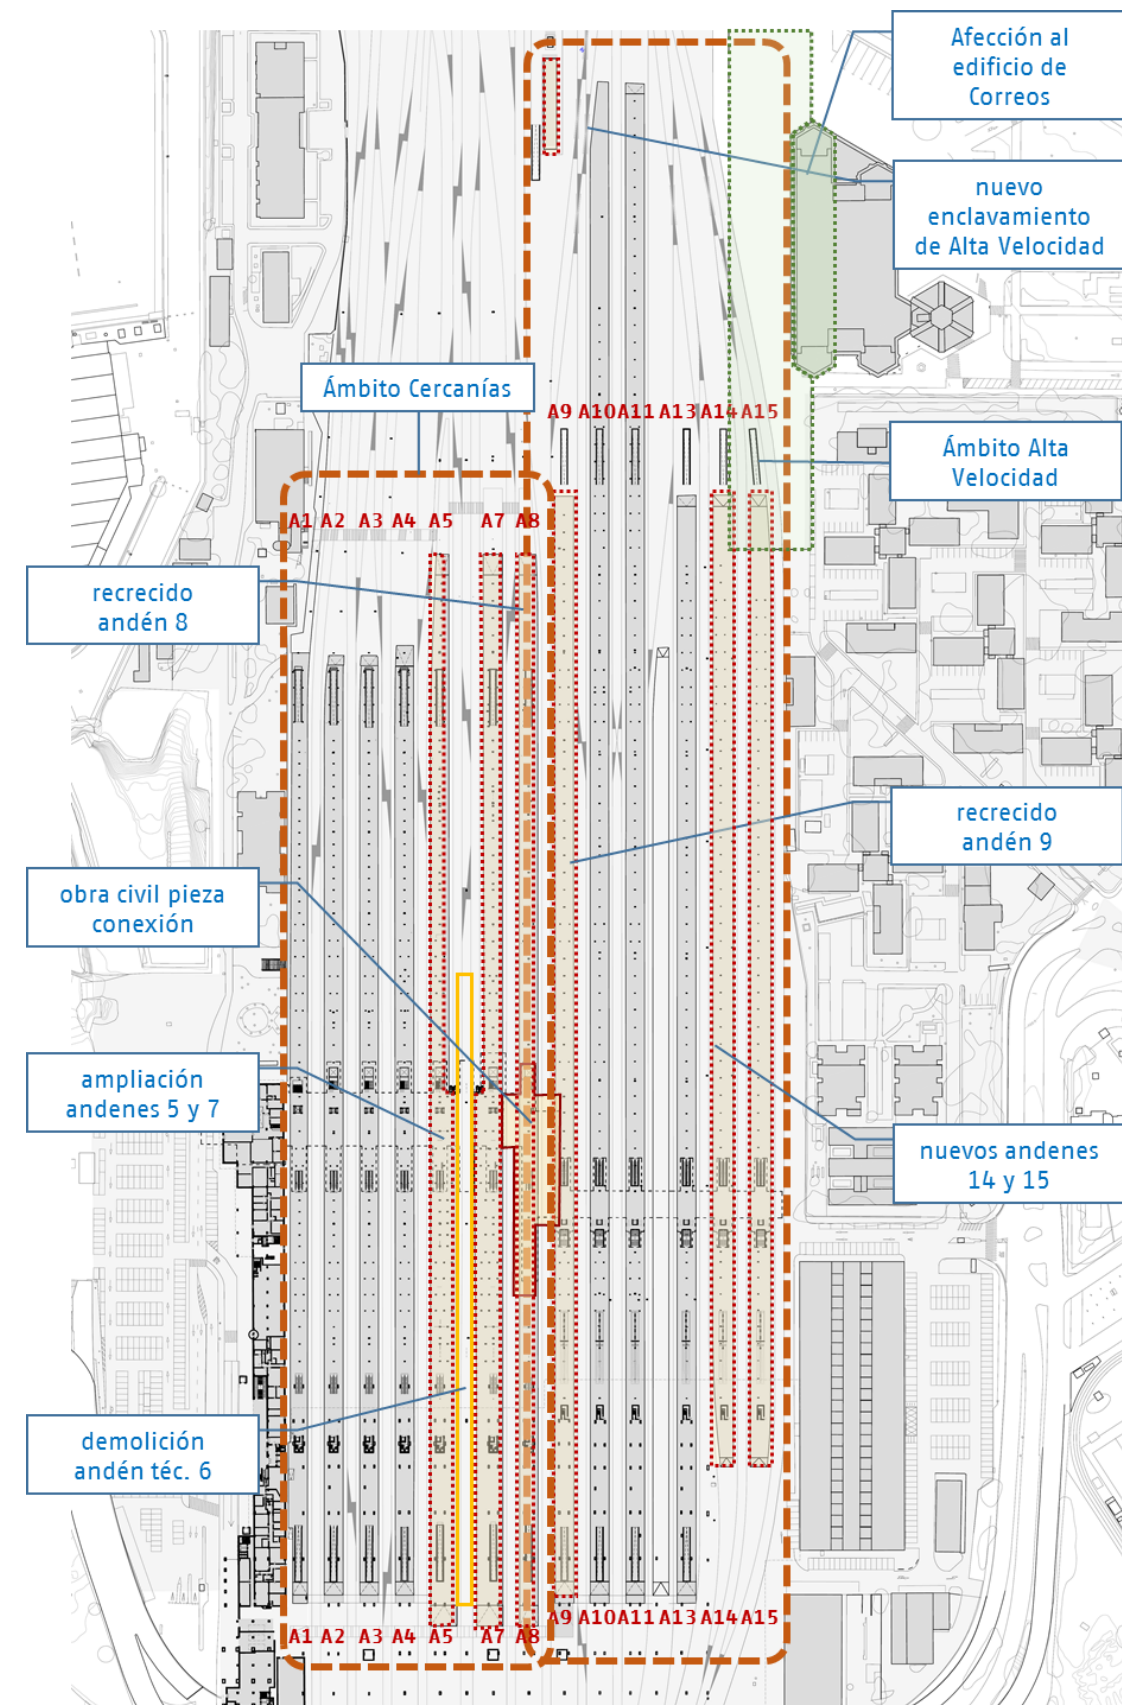 Afección al
edificio de
Correos
nuevo
enclavamiento
de Alta Velocidad
Ámbito Cercanías
A9 A10 A11 A13 A14 A15
Ámbito Alta
Velocidad
A1 A2 A3 A4 A5 A7 A8
recrecido
andén 8
recrecido
andén 9
obra civil pieza
conexión
ampliación
andenes 5 y 7
nuevos andenes
14 y 15
demolición
andén téc. 6
A9 A10 A11 A13 A14 A15
A1 A2 A3 A4 A5 A7 A8